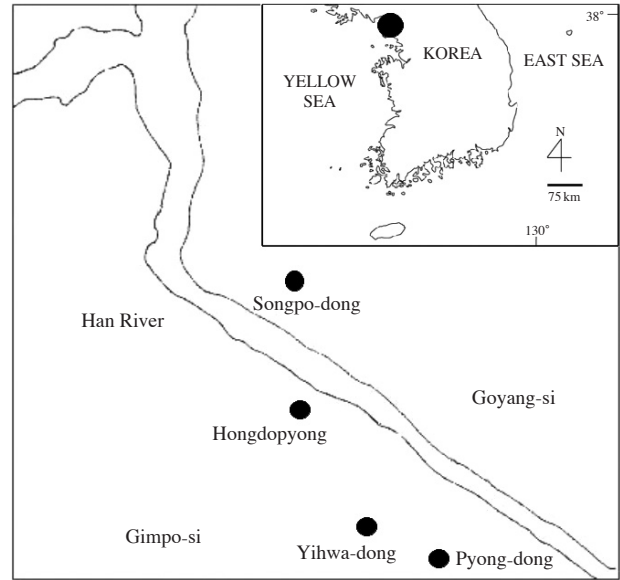 38°
KOREA
EAST SEA
YELLOW
SEA
N
75 km
130°
Songpo-dong
Han River
Goyang-si
Hongdopyong
Gimpo-si
Yihwa-dong
Pyong-dong